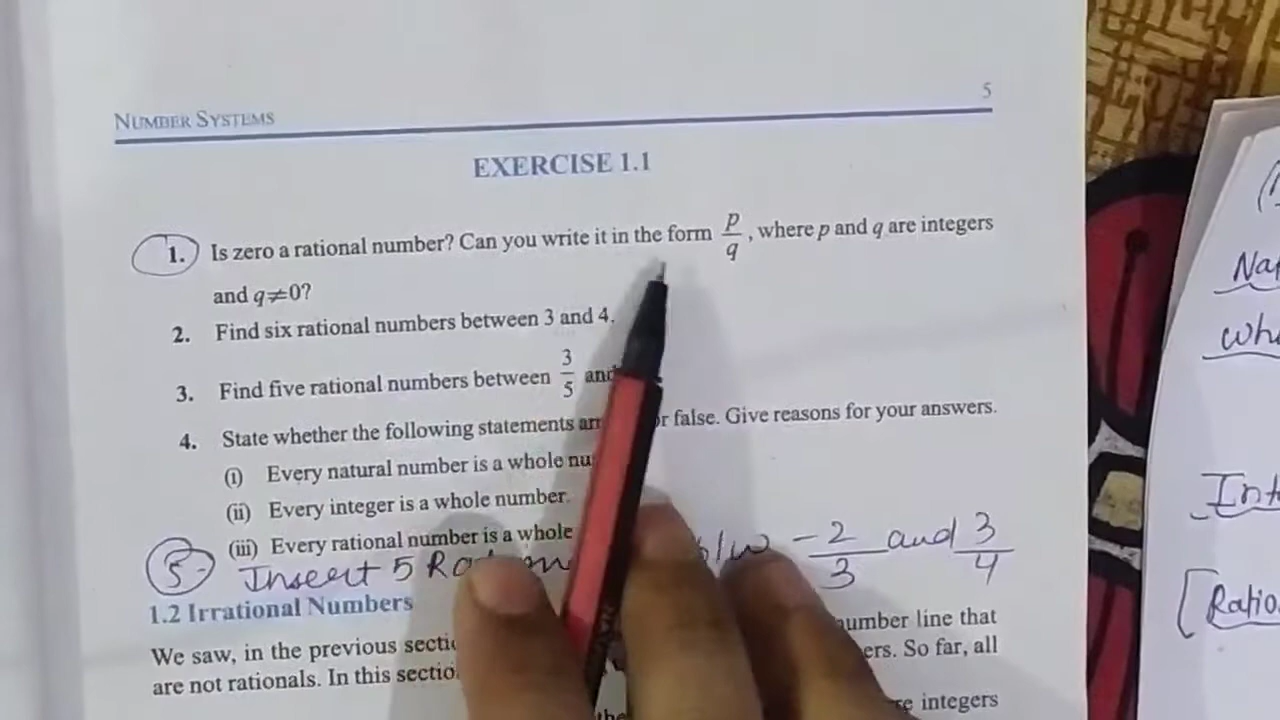 NUMBER SYSTEMS
5
EXERCISE 1.1
1. Is zero a rational number? Can you write it in the form p/q, where p and q are integers
and q≠0?
2. Find six rational numbers between 3 and 4.
3. Find five rational numbers between 3/5 and
4. State whether the following statements or false. Give reasons for your answers.
(i) Every natural number is a whole
(ii) Every integer is a whole number.
(iii) Every rational number is a whole
5. Insert 5 b/w -2/3 and 3/4
1.2 Irrational Numbers
We saw, in the previous number line that
are not rationals. In this So far, all
the integers
Ratio